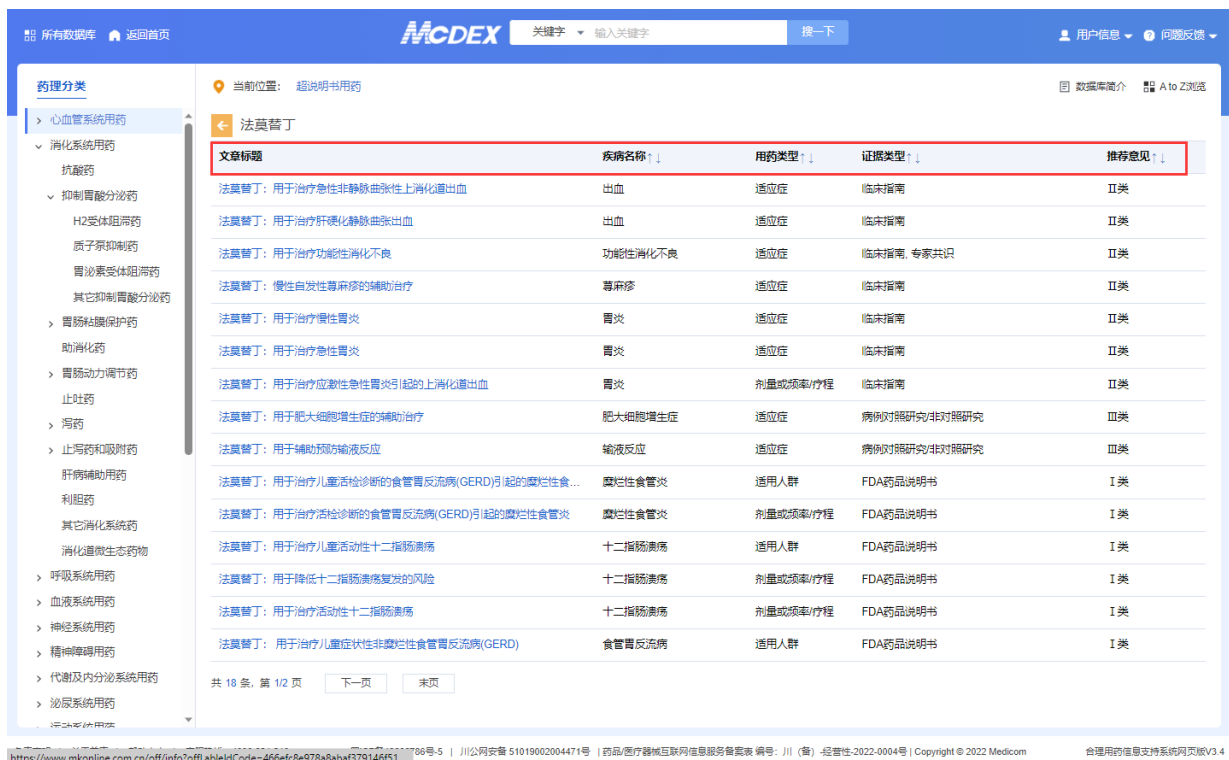 所有数据库 返回首页 MCDEX 关键字 输入关键字 搜一下 用户信息 问题反馈
药理分类
心血管系统用药
消化系统用药
抗酸药
抑制胃酸分泌药
H2受体阻滞药
质子泵抑制药
胃泌素受体阻滞药
其它抑制胃酸分泌药
胃肠粘膜保护药
助消化药
胃肠动力调节药
止吐药
泻药
止泻药和吸附药
肝病辅助用药
利胆药
其它消化系统药
消化道微生态药物
呼吸系统用药
血液系统用药
神经系统用药
精神障碍用药
代谢及内分泌系统用药
泌尿系统用药
运动系统用药
当前位置： 超说明书用药 数据库简介 A to Z浏览
法莫替丁
文章标题 疾病名称↑↓ 用药类型↑↓ 证据类型↑↓ 推荐意见↑↓
法莫替丁：用于治疗急性非静脉曲张性上消化道出血 出血 适应症 临床指南 II类
法莫替丁：用于治疗肝硬化静脉曲张出血 出血 适应症 临床指南 II类
法莫替丁：用于治疗功能性消化不良 功能性消化不良 适应症 临床指南, 专家共识 II类
法莫替丁：慢性自发性荨麻疹的辅助治疗 荨麻疹 适应症 临床指南 II类
法莫替丁：用于治疗慢性胃炎 胃炎 适应症 临床指南 II类
法莫替丁：用于治疗急性胃炎 胃炎 适应症 临床指南 II类
法莫替丁：用于治疗应激性急性胃炎引起的上消化道出血 胃炎 剂量或频率/疗程 临床指南 II类
法莫替丁：用于肥大细胞增生症的辅助治疗 肥大细胞增生症 适应症 病例对照研究/非对照研究 III类
法莫替丁：用于辅助预防输液反应 输液反应 适应症 病例对照研究/非对照研究 III类
法莫替丁：用于治疗儿童活检诊断的食管胃反流病(GERD)引起的糜烂性食... 糜烂性食管炎 适用人群 FDA药品说明书 I类
法莫替丁：用于治疗活检诊断的食管胃反流病(GERD)引起的糜烂性食管炎 糜烂性食管炎 剂量或频率/疗程 FDA药品说明书 I类
法莫替丁：用于治疗儿童活动性十二指肠溃疡 十二指肠溃疡 适用人群 FDA药品说明书 I类
法莫替丁：用于降低十二指肠溃疡复发的风险 十二指肠溃疡 剂量或频率/疗程 FDA药品说明书 I类
法莫替丁：用于治疗活动性十二指肠溃疡 十二指肠溃疡 剂量或频率/疗程 FDA药品说明书 I类
法莫替丁： 用于治疗儿童症状性非糜烂性食管胃反流病(GERD) 食管胃反流病 适用人群 FDA药品说明书 I类
共 18 条, 第 1/2 页 下一页 末页
786号-5 | 川公网安备 51019002004471号 | 药品/医疗器械互联网信息服务备案表 编号：川（备）-经营性-2022-0004号 | Copyright © 2022 Medicom 合理用药信息支持系统网页版V3.4
https://www.mkonline.com.cn/off/info?offLableIdCode=466efc8e978a8abaf379146f51